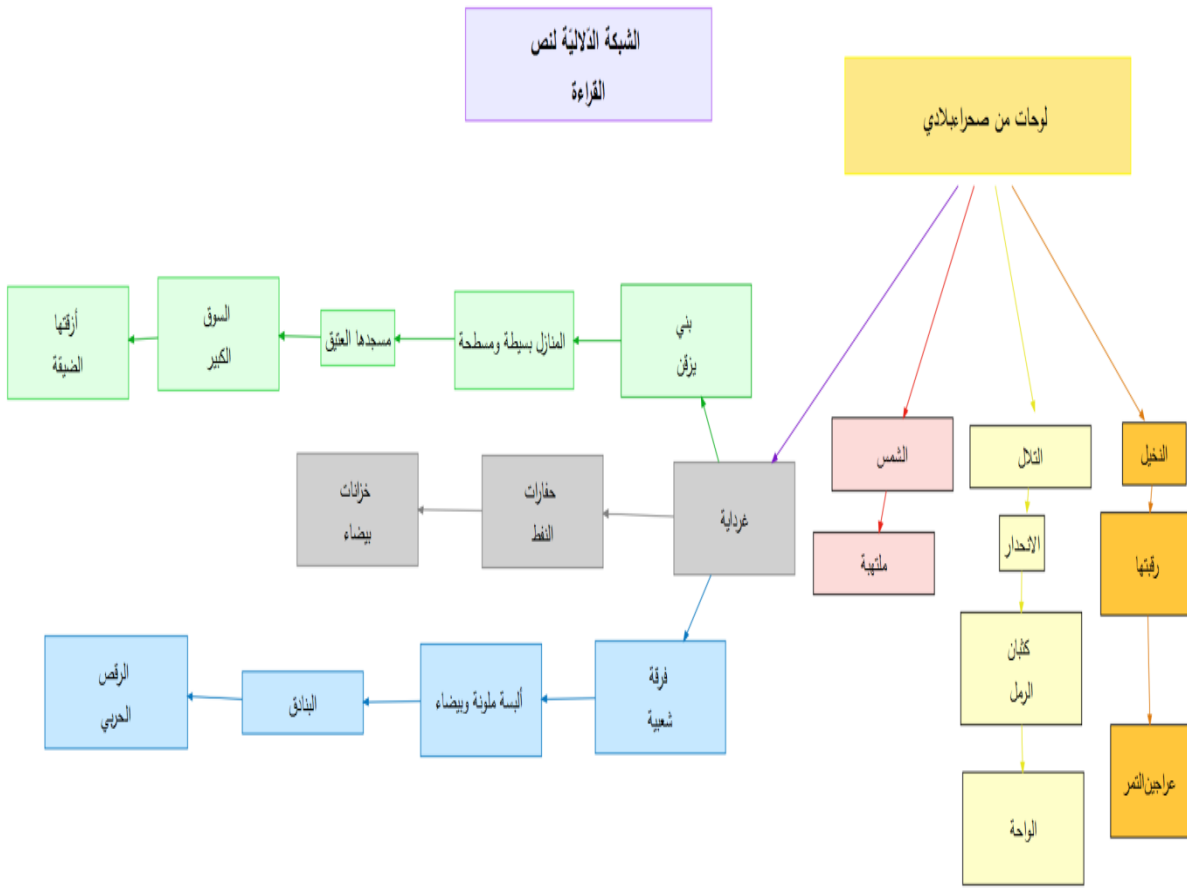 الشبكة الدّلاليّة لنص
القراءة
لوحات من صحراءبلادي
النخيل
رقبتها
عراجين التمر
التلال
الانحدار
كثبان
الرمل
الواحة
الشمس
ملتهبة
غرداية
بني
يزقن
المنازل بسيطة ومسطحة
مسجدها العتيق
السوق
الكبير
أزقتها
الضيقة
حفارات
النفط
خزانات
بيضاء
فرقة
شعبية
ألبسة ملونة وبيضاء
البنادق
الرقص
الحربي